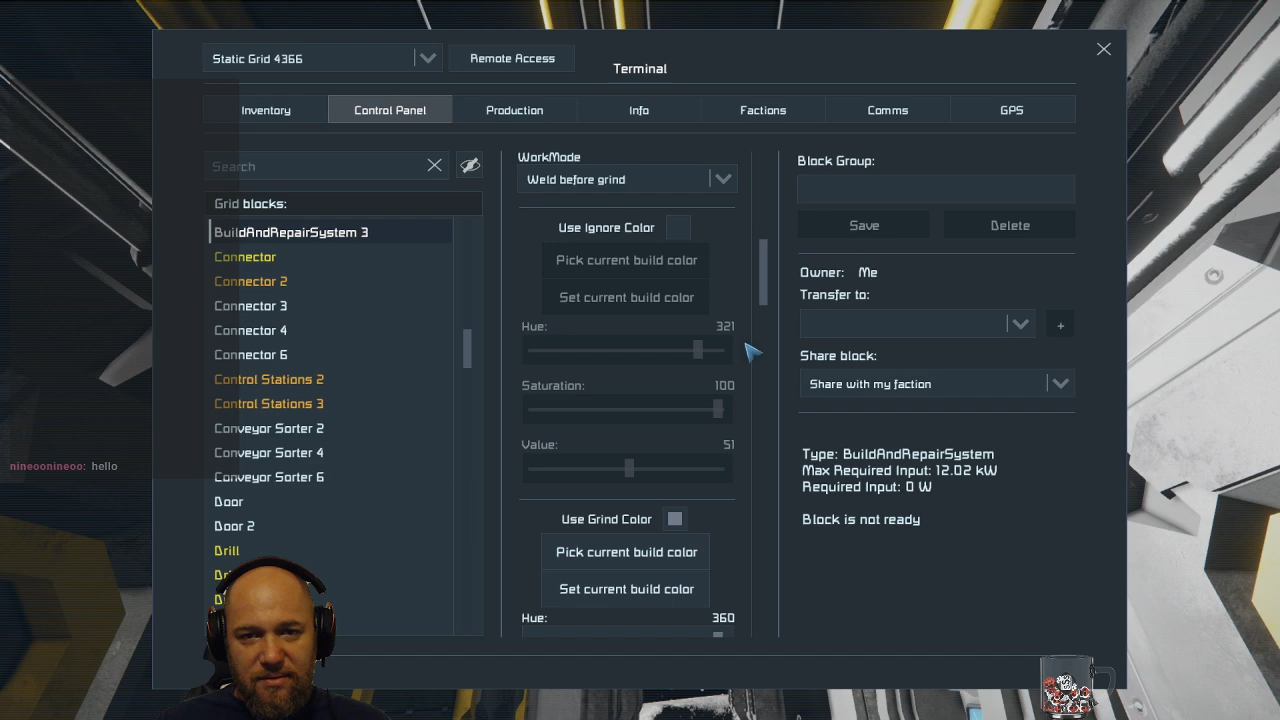 Static Grid 4366
Remote Access
Terminal
Inventory
Control Panel
Production
Info
Factions
Comms
GPS
Search
Grid blocks:
BuildAndRepairSystem 3
Connector
Connector 2
Connector 3
Connector 4
Connector 6
Control Stations 2
Control Stations 3
Conveyor Sorter 2
Conveyor Sorter 4
Conveyor Sorter 6
Door
Door 2
Drill
WorkMode
Weld before grind
Use Ignore Color
Pick current build color
Set current build color
Hue: 321
Saturation: 100
Value: 51
Use Grind Color
Pick current build color
Set current build color
Hue: 360
Block Group:
Save
Delete
Owner: Me
Transfer to:
+
Share block:
Share with my faction
Type: BuildAndRepairSystem
Max Required Input: 12.02 kW
Required Input: 0 W
Block is not ready
nineoonineoo: hello